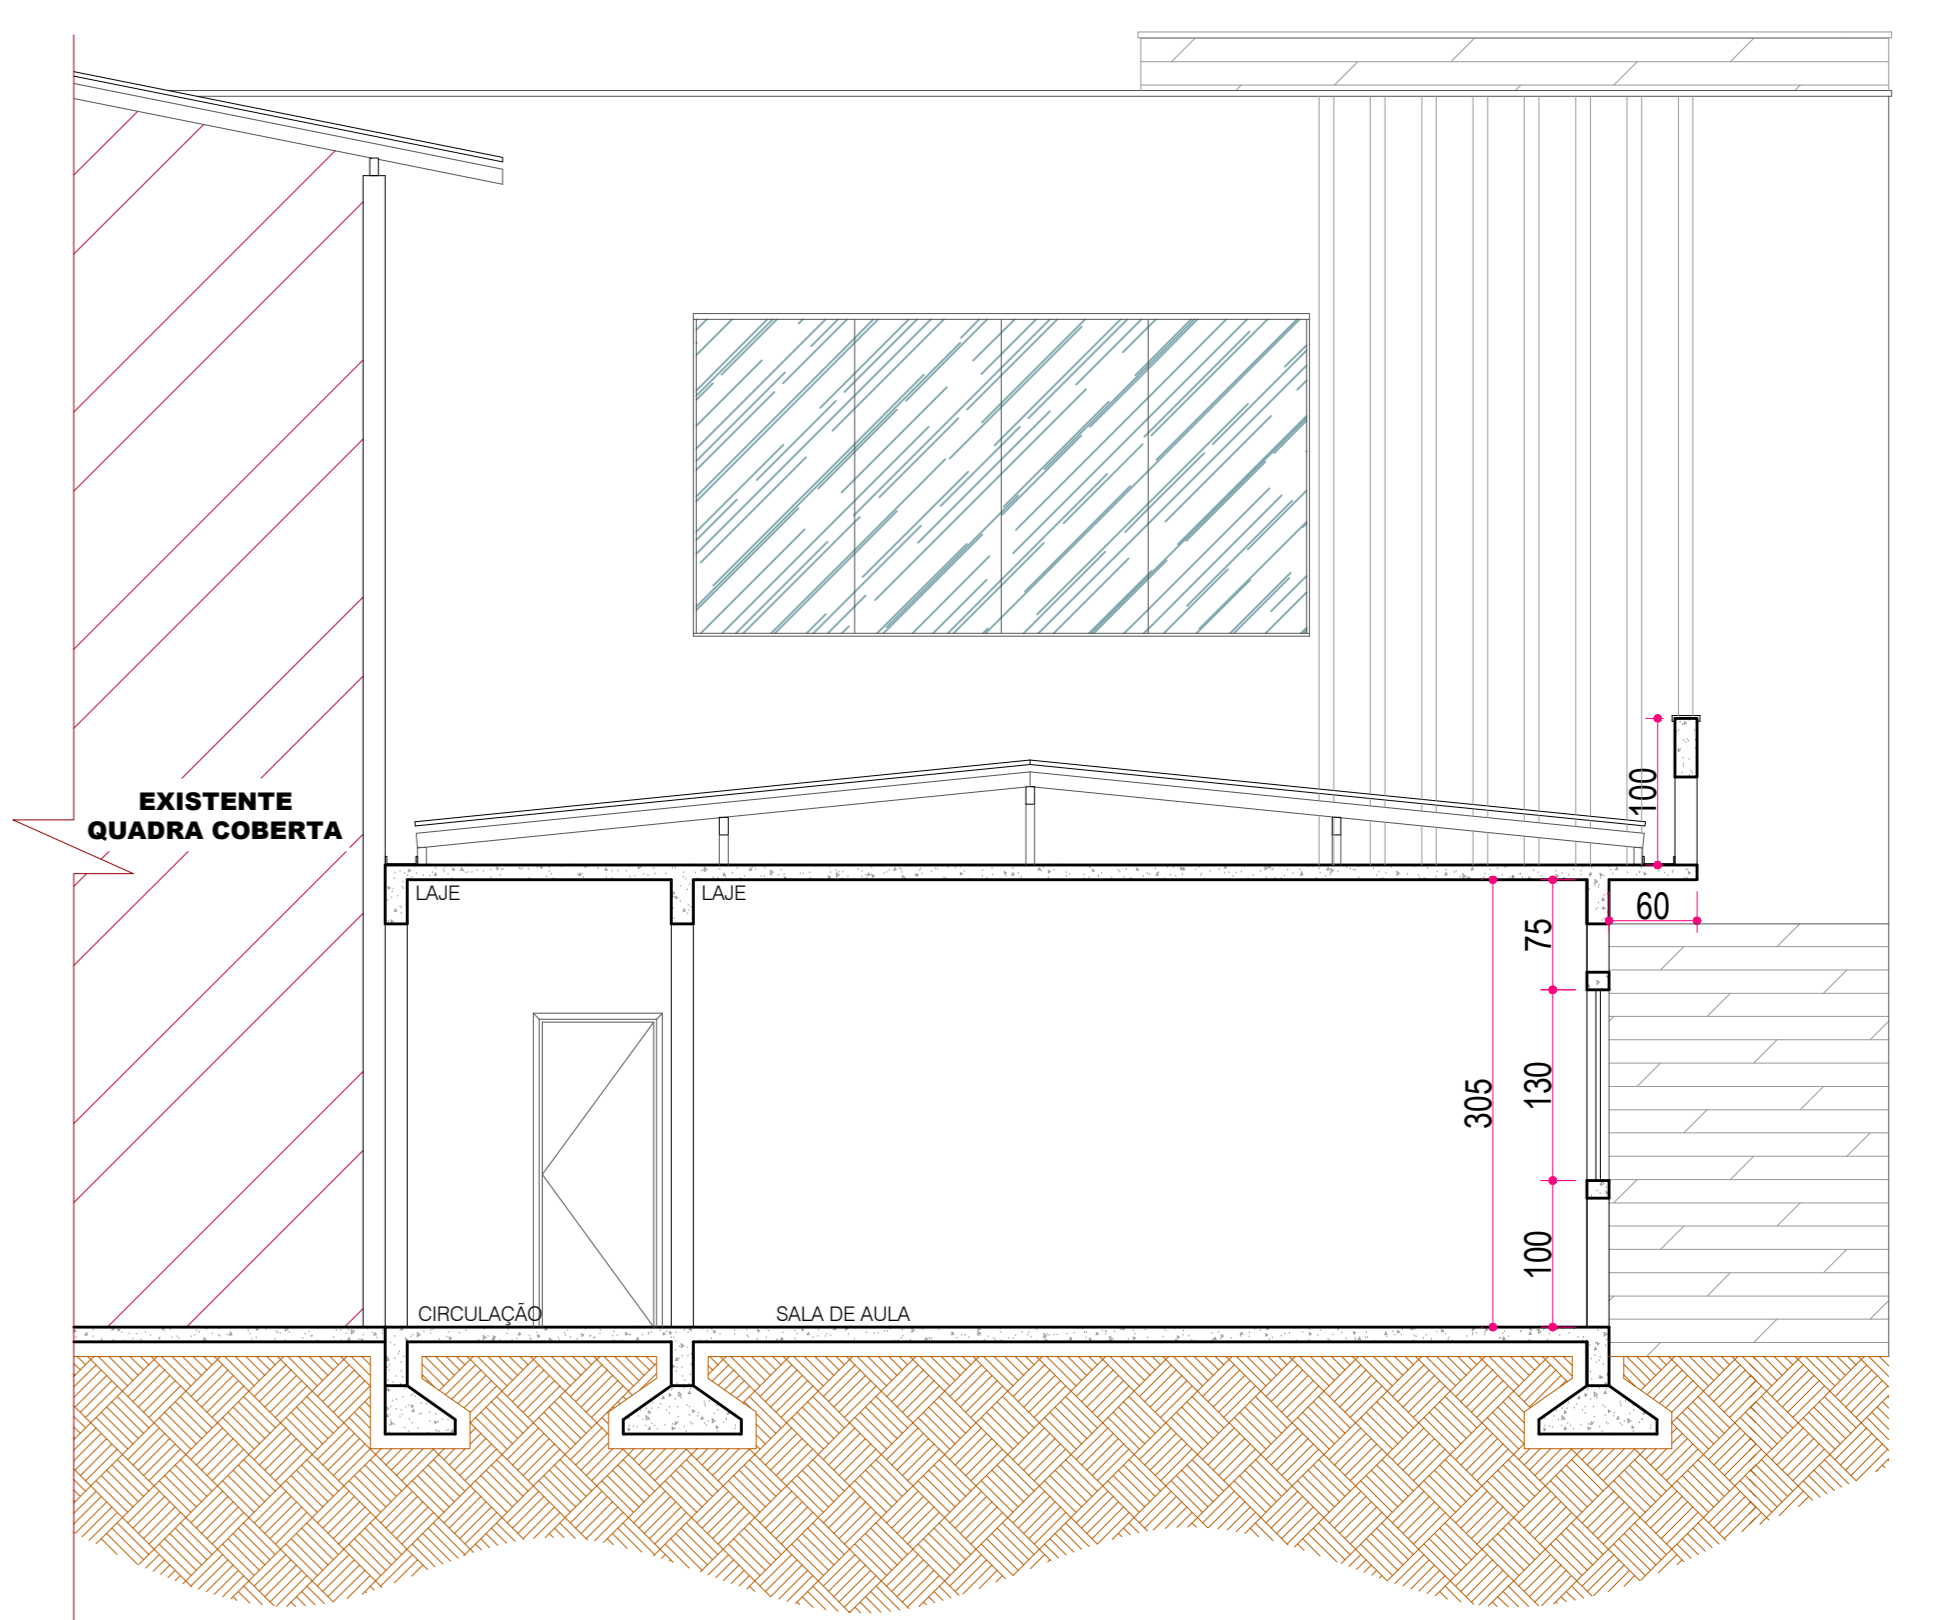 EXISTENTE
QUADRA COBERTA
100
LAJE
LAJE
60
75
130
305
100
CIRCULAÇÃO
SALA DE AULA